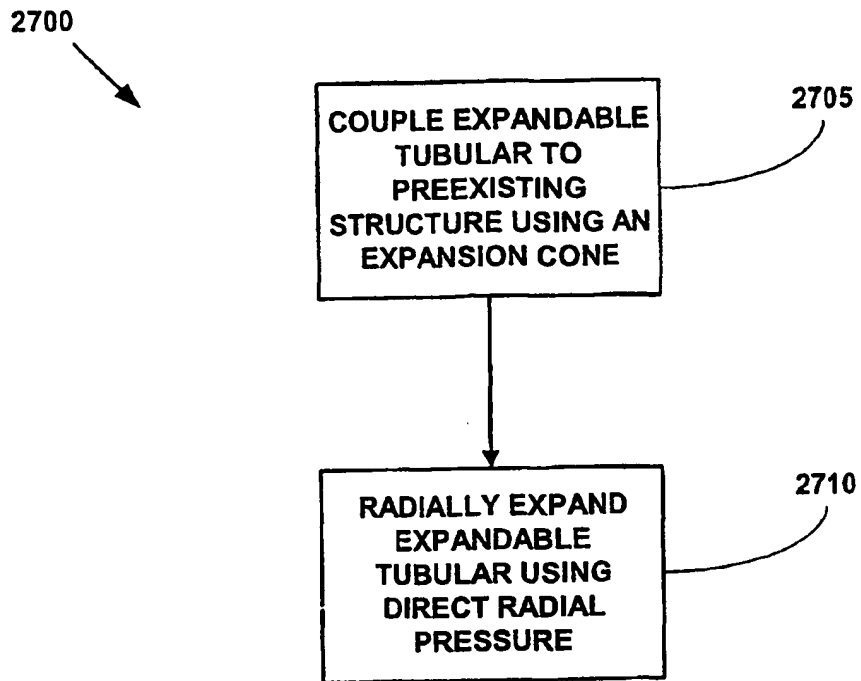 2700
COUPLE EXPANDABLE
TUBULAR TO
PREEXISTING
STRUCTURE USING AN
EXPANSION CONE
2705
RADIALLY EXPAND
EXPANDABLE
TUBULAR USING
DIRECT RADIAL
PRESSURE
2710